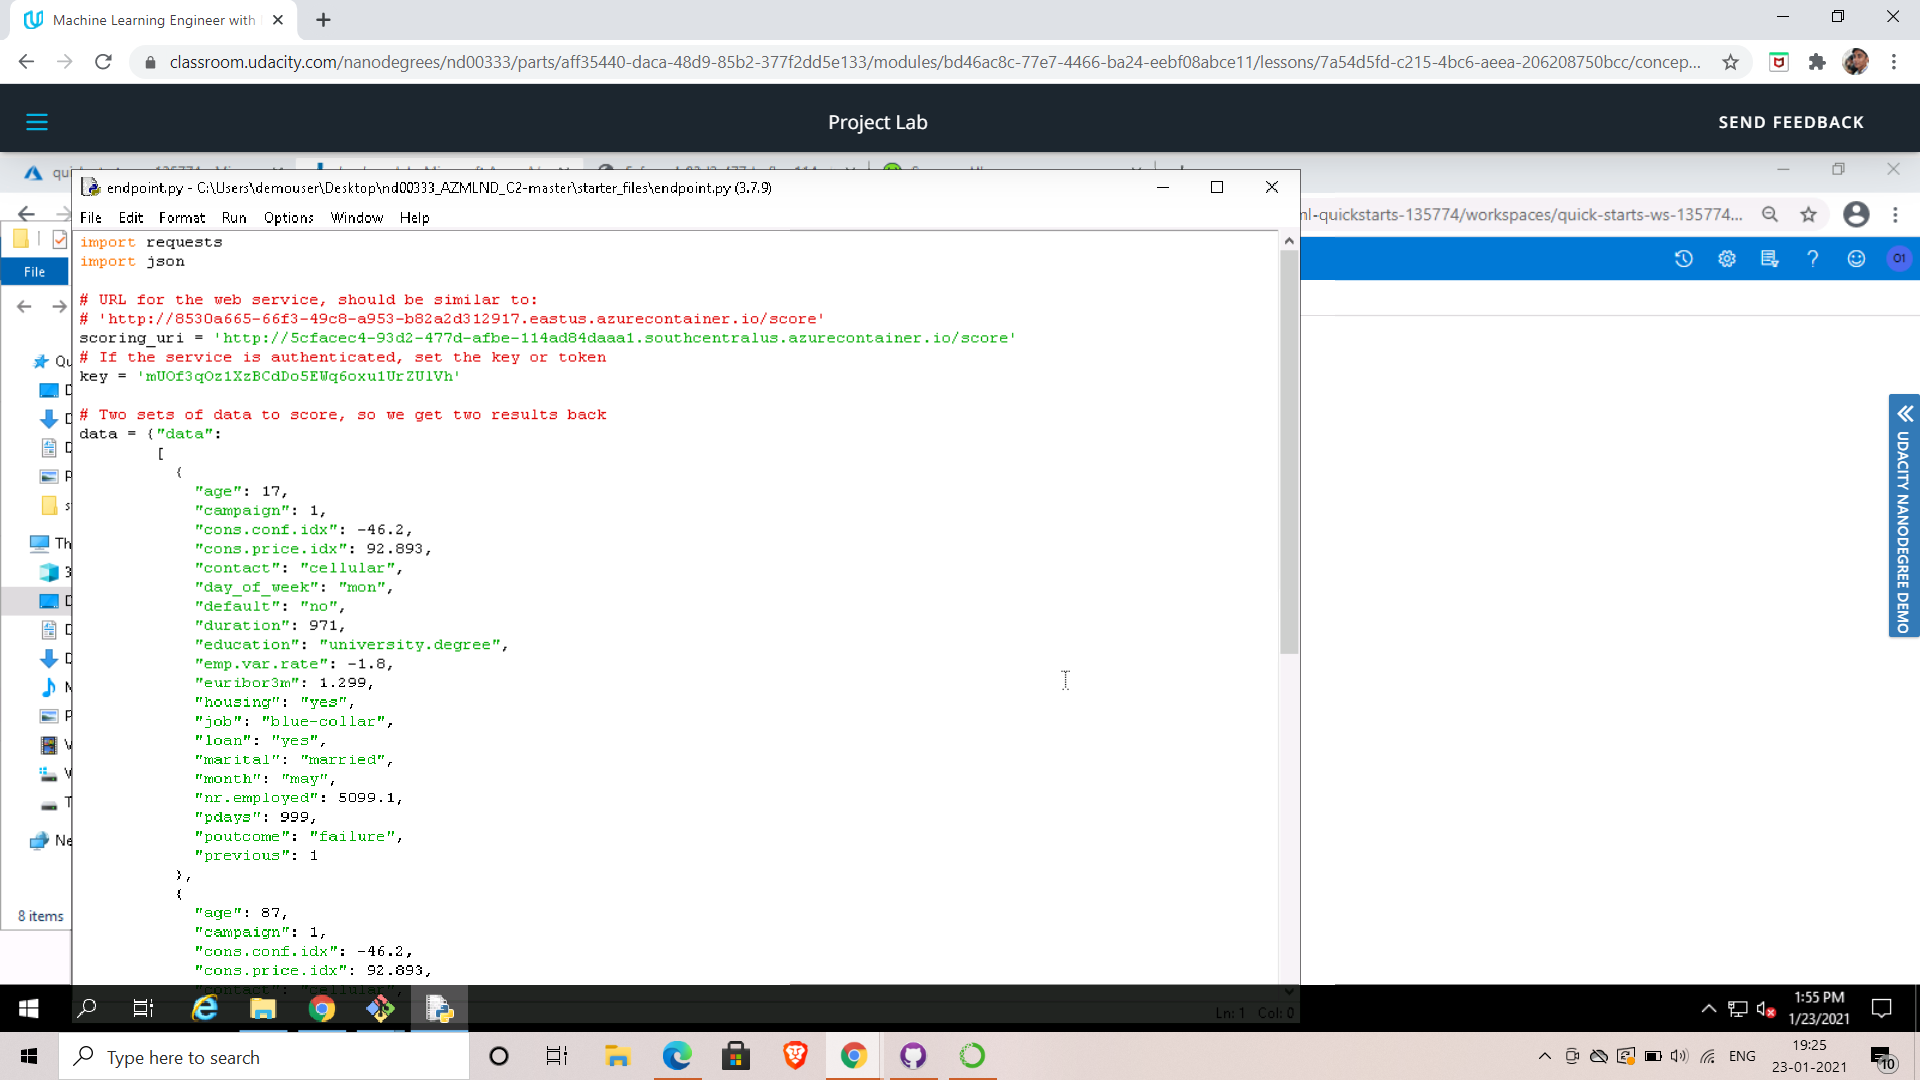 Machine Learning Engineer with
classroom.udacity.com/nanodegrees/nd00333/parts/aff35440-daca-48d9-85b2-377f2dd5e133/modules/bd46ac8c-77e7-4466-ba24-eebf08abce11/lessons/7a54d5fd-c215-4bc6-aeea-206208750bcc/concep...
Project Lab
SEND FEEDBACK
endpoint.py - C:\Users\demouser\Desktop\nd00333_AZMLND_C2-master\starter_files\endpoint.py (3.7.9)
File Edit Format Run Options Window Help
ml-quickstarts-135774/workspaces/quick-starts-ws-135774...
File
import requests
import json
# URL for the web service, should be similar to:
# 'http://8530a665-66f3-49c8-a953-b82a2d312917.eastus.azurecontainer.io/score'
scoring_uri = 'http://5cfacec4-93d2-477d-afbe-114ad84daaa1.southcentralus.azurecontainer.io/score'
# If the service is authenticated, set the key or token
key = 'mUOf3qOz1XzBCdDo5EWq6oxu1UrZUlVh'
# Two sets of data to score, so we get two results back
data = {"data":
[
{
"age": 17,
"campaign": 1,
"cons.conf.idx": -46.2,
"cons.price.idx": 92.893,
"contact": "cellular",
"day_of_week": "mon",
"default": "no",
"duration": 971,
"education": "university.degree",
"emp.var.rate": -1.8,
"euribor3m": 1.299,
"housing": "yes",
"job": "blue-collar",
"loan": "yes",
"marital": "married",
"month": "may",
"nr.employed": 5099.1,
"pdays": 999,
"poutcome": "failure",
"previous": 1
},
{
"age": 87,
"campaign": 1,
"cons.conf.idx": -46.2,
"cons.price.idx": 92.893,
"contact": "cellular",
Ln: 1 Col: 0
8 items
UDACITY NANODEGREE DEMO
O1
1:55 PM
1/23/2021
Type here to search
ENG
19:25
23-01-2021
10